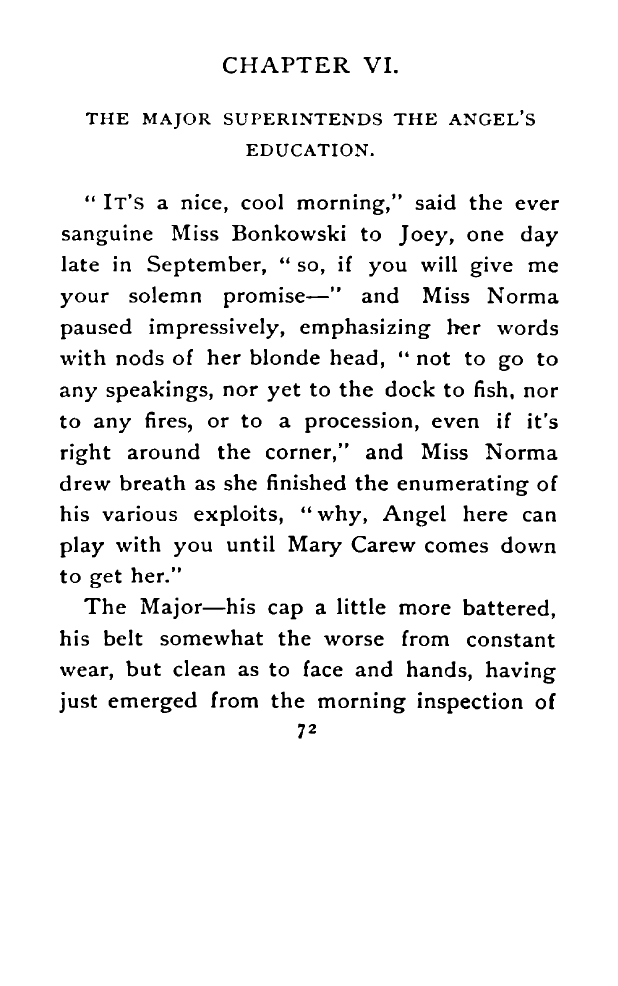 CHAPTER VI.
THE MAJOR SUPERINTENDS THE ANGEL'S
EDUCATION.
"IT'S a nice, cool morning," said the ever
sanguine Miss Bonkowski to Joey, one day
late in September, "so, if you will give me
your solemn promise—" and Miss Norma
paused impressively, emphasizing her words
with nods of her blonde head, "not to go to
any speakings, nor yet to the dock to fish, nor
to any fires, or to a procession, even if it's
right around the corner," and Miss Norma
drew breath as she finished the enumerating of
his various exploits, "why, Angel here can
play with you until Mary Carew comes down
to get her."
The Major—his cap a little more battered,
his belt somewhat the worse from constant
wear, but clean as to face and hands, having
just emerged from the morning inspection of
72